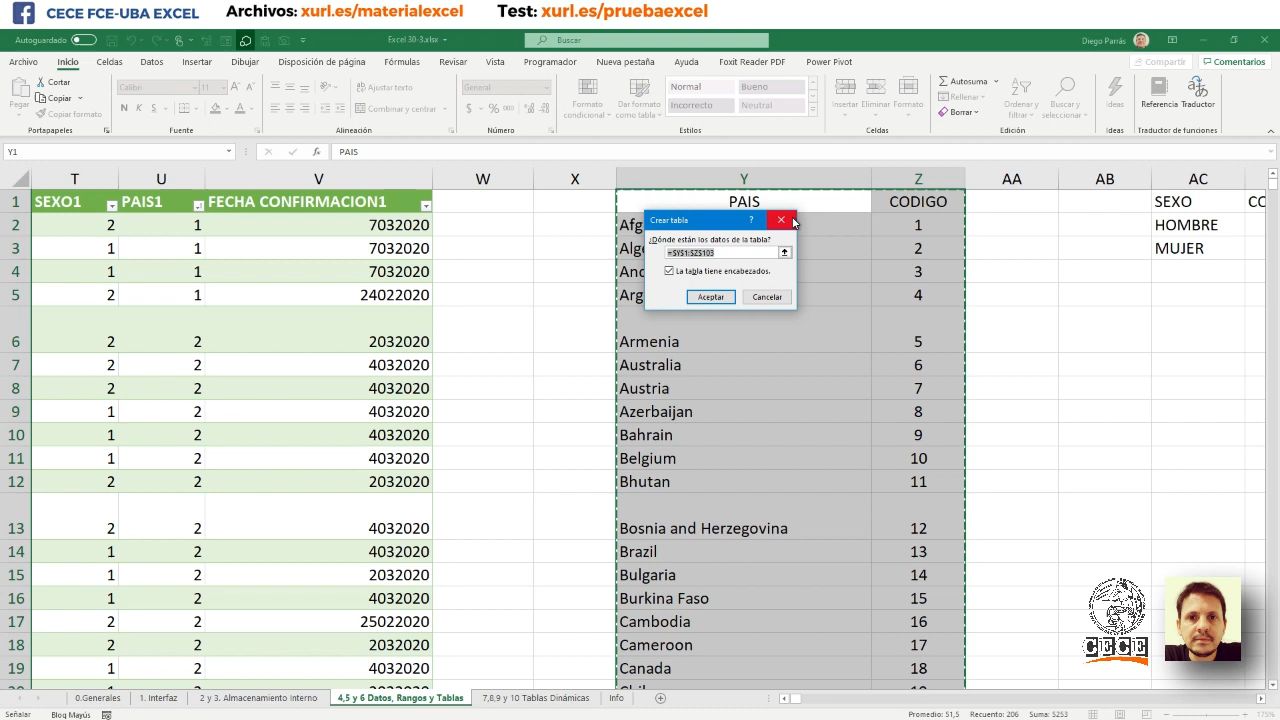 CECE FCE-UBA EXCEL Archivos: xurl.es/materialexcel Test: xurl.es/pruebaexcel
Autoguardado Excel 30-3.xlsx Buscar Diego Parrás
Archivo Inicio Celdas Datos Insertar Dibujar Disposición de página Fórmulas Revisar Vista Programador Nueva pestaña Ayuda Foxit Reader PDF Power Pivot Compartir Comentarios
Pegar Cortar Copiar Copiar formato
Calibri 11 N K S
Ajustar texto Combinar y centrar
General $ % 000
Formato condicional Dar formato como tabla
Normal Bueno Incorrecto Neutral
Insertar Eliminar Formato
Autosuma Rellenar Borrar
Ordenar y filtrar Buscar y seleccionar
Ideas Referencia Traductor
Portapapeles Fuente Alineación Número Estilos Celdas Edición Ideas Traductor de funciones
Y1 fx PAIS
T U V W X Y Z AA AB AC
1 SEXO1 PAIS1 FECHA CONFIRMACION1 PAIS CODIGO SEXO CO
2 2 1 7032020 Afg 1 HOMBRE
3 1 1 7032020 Alge 2 MUJER
4 1 1 7032020 And 3
5 2 1 24022020 Arg 4
Crear tabla ?
¿Dónde están los datos de la tabla?
=$Y$1:$Z$103
La tabla tiene encabezados.
Aceptar Cancelar
6 2 2 2032020 Armenia 5
7 2 2 4032020 Australia 6
8 2 2 4032020 Austria 7
9 1 2 4032020 Azerbaijan 8
10 1 2 4032020 Bahrain 9
11 1 2 4032020 Belgium 10
12 2 2 2032020 Bhutan 11
13 2 2 4032020 Bosnia and Herzegovina 12
14 1 2 4032020 Brazil 13
15 1 2 2032020 Bulgaria 14
16 1 2 4032020 Burkina Faso 15
17 2 2 25022020 Cambodia 16
18 2 2 2032020 Cameroon 17
19 1 2 4032020 Canada 18
CECE
0.Generales 1. Interfaz 2 y 3. Almacenamiento Interno 4,5 y 6 Datos, Rangos y Tablas 7,8,9 y 10 Tablas Dinámicas Info
Señalar Bloq Mayús Promedio: 51,5 Recuento: 206 Suma: 5253 175%